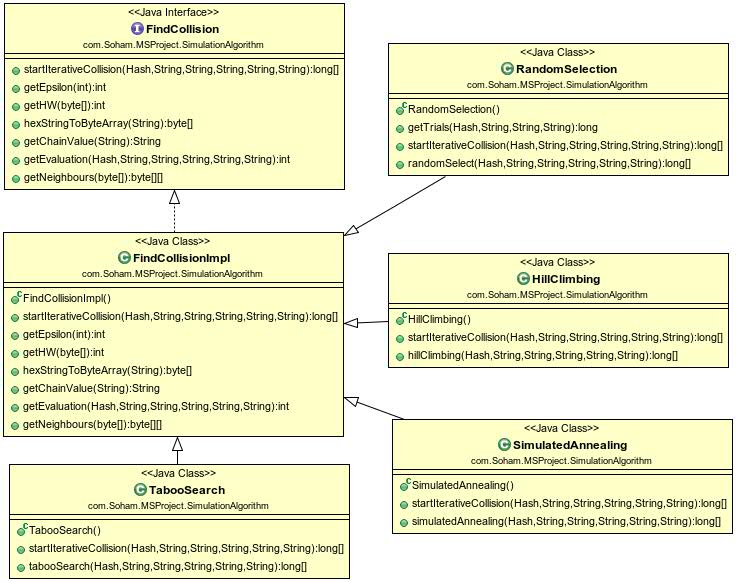 <<Java Interface>>
FindCollision
com.Soham.MSProject.SimulationAlgorithm
startIterativeCollision(Hash,String,String,String,String,String):long[]
getEpsilon(int):int
getHW(byte[]):int
hexStringToByteArray(String):byte[]
getChainValue(String):String
getEvaluation(Hash,String,String,String,String,String):int
getNeighbours(byte[]):byte[][]
<<Java Class>>
RandomSelection
com.Soham.MSProject.SimulationAlgorithm
RandomSelection()
getTrials(Hash,String,String,String):long
startIterativeCollision(Hash,String,String,String,String,String):long[]
randomSelect(Hash,String,String,String,String):long[]
<<Java Class>>
FindCollisionImpl
com.Soham.MSProject.SimulationAlgorithm
FindCollisionImpl()
startIterativeCollision(Hash,String,String,String,String,String):long[]
getEpsilon(int):int
getHW(byte[]):int
hexStringToByteArray(String):byte[]
getChainValue(String):String
getEvaluation(Hash,String,String,String,String,String):int
getNeighbours(byte[]):byte[][]
<<Java Class>>
HillClimbing
com.Soham.MSProject.SimulationAlgorithm
HillClimbing()
startIterativeCollision(Hash,String,String,String,String,String):long[]
hillClimbing(Hash,String,String,String,String):long[]
<<Java Class>>
SimulatedAnnealing
com.Soham.MSProject.SimulationAlgorithm
SimulatedAnnealing()
startIterativeCollision(Hash,String,String,String,String,String):long[]
simulatedAnnealing(Hash,String,String,String,String):long[]
<<Java Class>>
TabooSearch
com.Soham.MSProject.SimulationAlgorithm
TabooSearch()
startIterativeCollision(Hash,String,String,String,String,String):long[]
tabooSearch(Hash,String,String,String,String):long[]